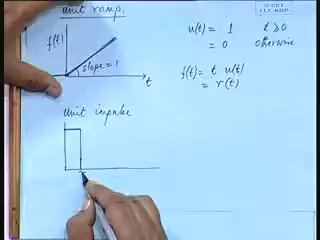 unit ramp
f(t)
slope = 1
t
u(t) = 1 t ≥ 0
= 0 otherwise
f(t) = t u(t)
= r(t)
unit impulse